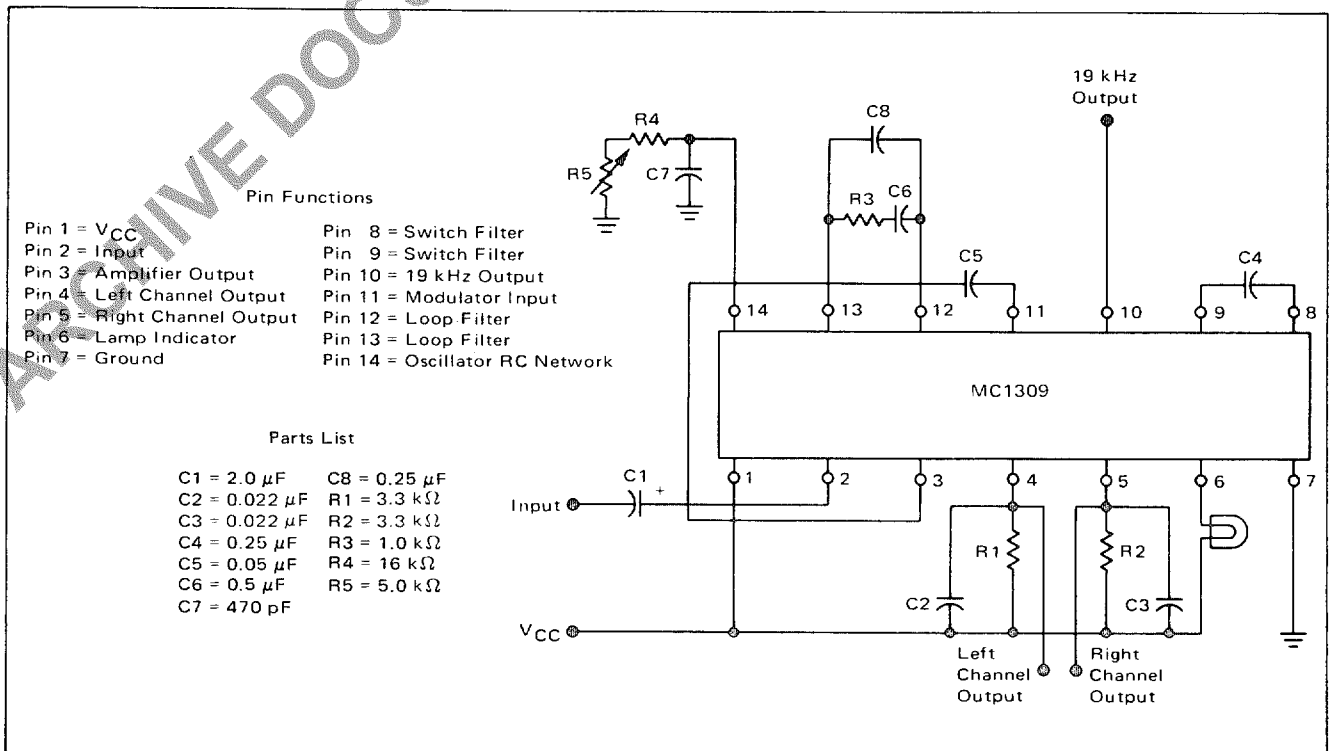 ARCHIVE DOCU
Pin Functions
Pin 1 = VCC
Pin 2 = Input
Pin 3 = Amplifier Output
Pin 4 = Left Channel Output
Pin 5 = Right Channel Output
Pin 6 = Lamp Indicator
Pin 7 = Ground
Pin 8 = Switch Filter
Pin 9 = Switch Filter
Pin 10 = 19 kHz Output
Pin 11 = Modulator Input
Pin 12 = Loop Filter
Pin 13 = Loop Filter
Pin 14 = Oscillator RC Network
Parts List
C1 = 2.0 μF
C2 = 0.022 μF
C3 = 0.022 μF
C4 = 0.25 μF
C5 = 0.05 μF
C6 = 0.5 μF
C7 = 470 pF
C8 = 0.25 μF
R1 = 3.3 kΩ
R2 = 3.3 kΩ
R3 = 1.0 kΩ
R4 = 16 kΩ
R5 = 5.0 kΩ
19 kHz
Output
R4
C8
R5
C7
R3
C6
C5
C4
14
13
12
11
10
9
8
MC1309
1
2
3
4
5
6
7
C1
+
Input
R1
R2
C2
C3
VCC
Left
Channel
Output
Right
Channel
Output